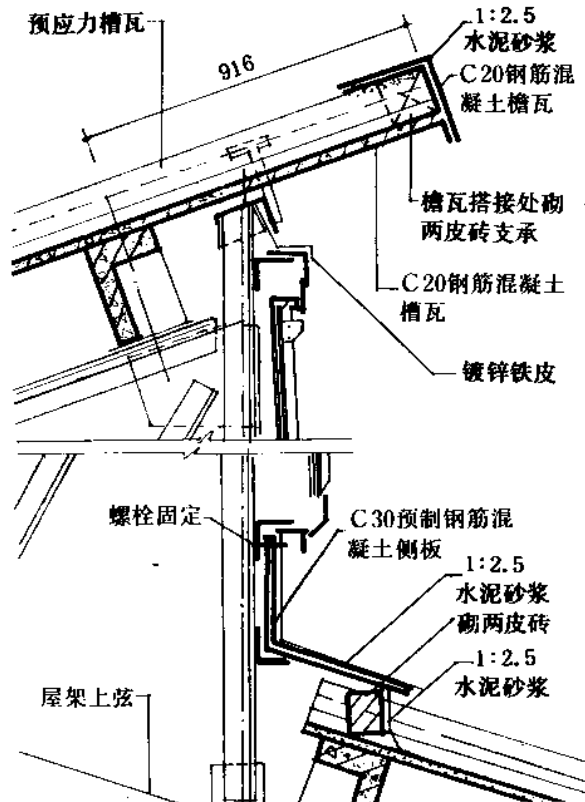 预应力槽瓦
1:2.5
水泥砂浆
C20钢筋混
凝土檐瓦
916
檐瓦搭接处砌
两皮砖支承
C20钢筋混凝土
槽瓦
镀锌铁皮
螺栓固定
C30预制钢筋混
凝土侧板
1:2.5
水泥砂浆
砌两皮砖
1:2.5
水泥砂浆
屋架上弦